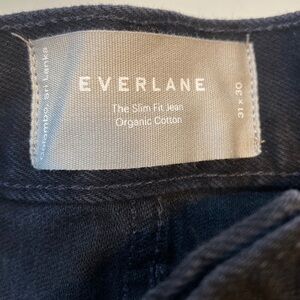 EVERLANE
The Slim Fit Jean
Organic Cotton
Colombo, Sri Lanka
31 x 30